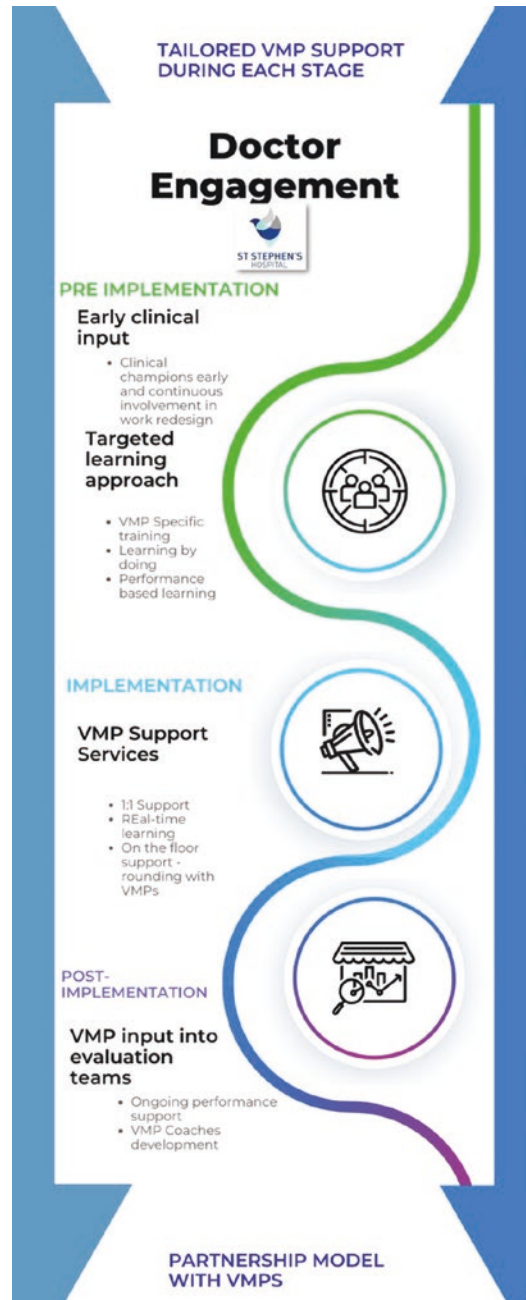 TAILORED VMP SUPPORT
DURING EACH STAGE
Doctor
Engagement
ST STEPHEN'S
HOSPITAL
PRE IMPLEMENTATION
Early clinical
input
• Clinical
champions early
and continuous
involvement in
work redesign
Targeted
learning
approach
• VMP Specific
training
• Learning by
doing
• Performance
based learning
IMPLEMENTATION
VMP Support
Services
• 1:1 Support
• REal-time
learning
• On the floor
support -
rounding with
VMPs
POST-
IMPLEMENTATION
VMP input into
evaluation
teams
• Ongoing performance
support
• VMP Coaches
development
PARTNERSHIP MODEL
WITH VMPS